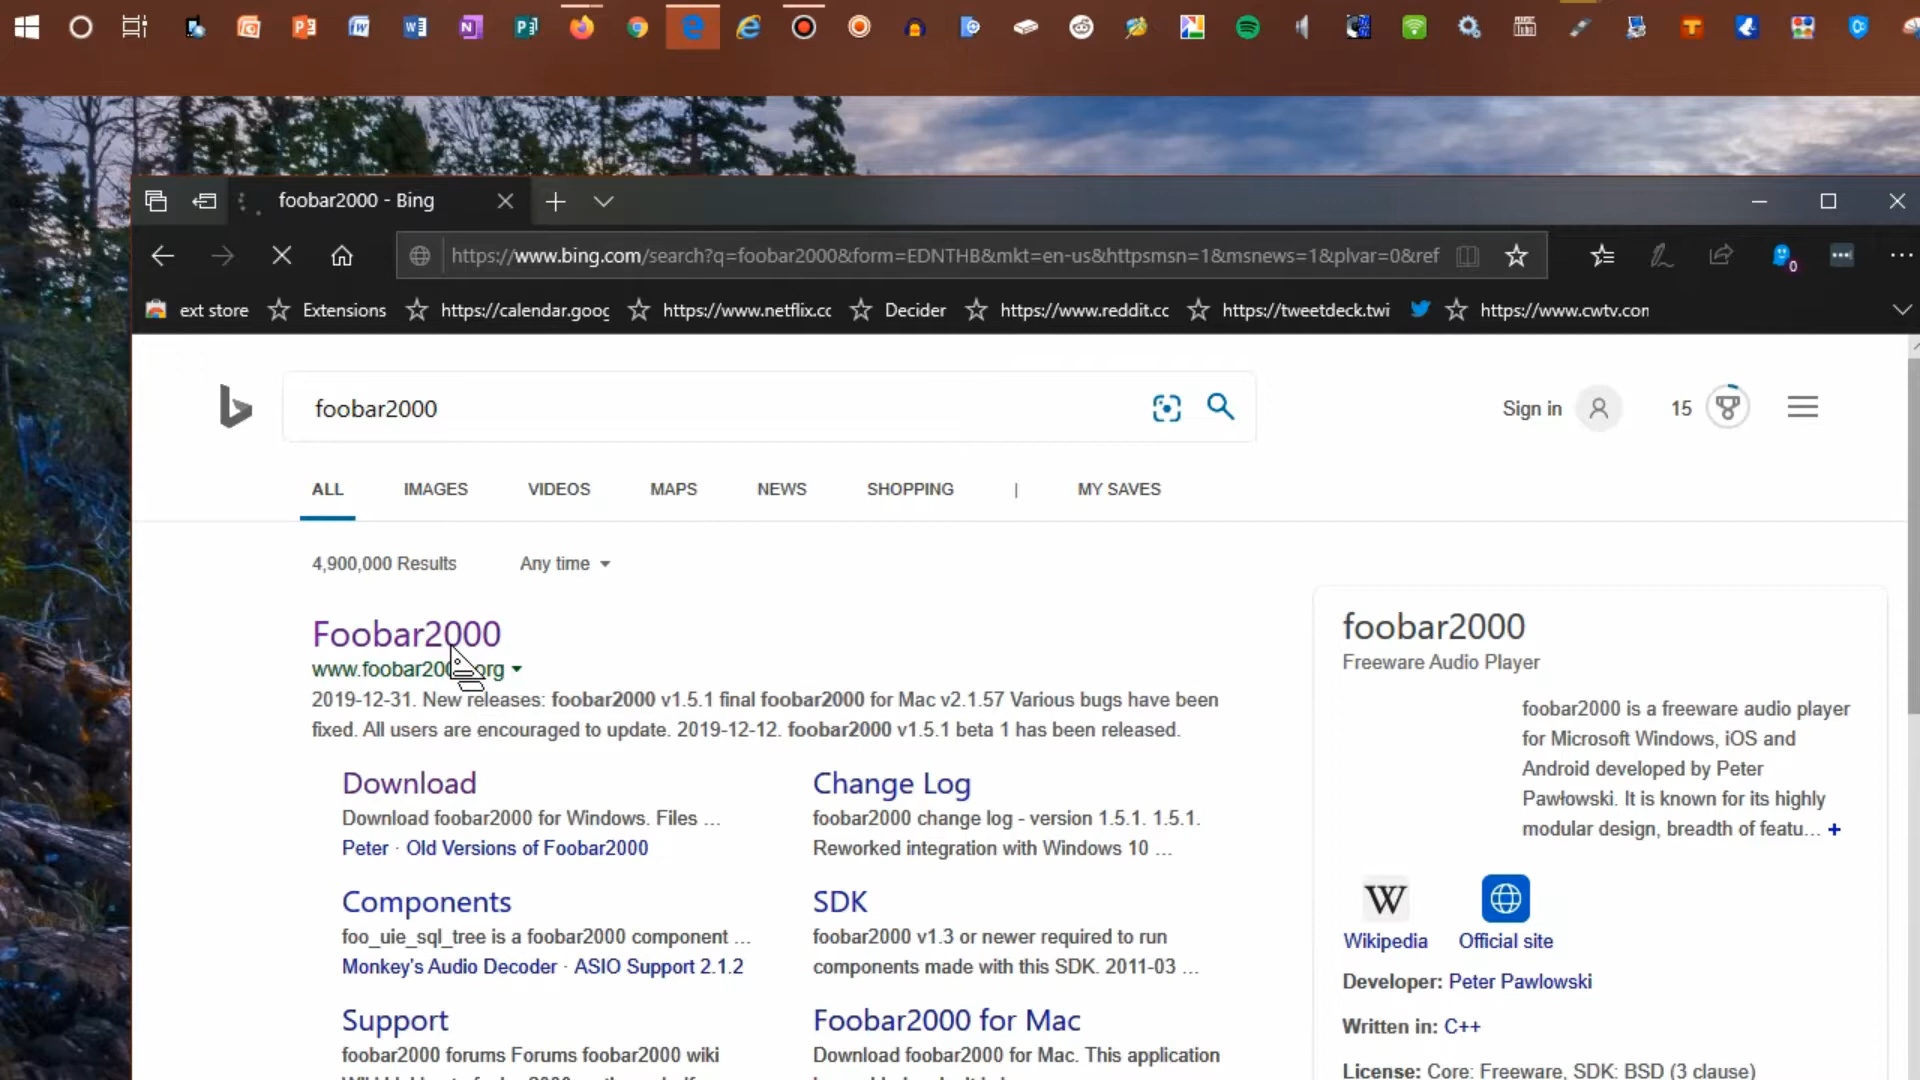 foobar2000 - Bing
https://www.bing.com/search?q=foobar2000&form=EDNTHB&mkt=en-us&httpsmsn=1&msnews=1&plvar=0&ref
0
ext store Extensions https://calendar.goog https://www.netflix.cc Decider https://www.reddit.cc https://tweetdeck.twi https://www.cwtv.con
foobar2000
Sign in 15
ALL IMAGES VIDEOS MAPS NEWS SHOPPING | MY SAVES
4,900,000 Results Any time
Foobar2000
www.foobar2000.org
2019-12-31. New releases: foobar2000 v1.5.1 final foobar2000 for Mac v2.1.57 Various bugs have been
fixed. All users are encouraged to update. 2019-12-12. foobar2000 v1.5.1 beta 1 has been released.
Download
Download foobar2000 for Windows. Files ...
Peter · Old Versions of Foobar2000
Change Log
foobar2000 change log - version 1.5.1. 1.5.1.
Reworked integration with Windows 10 ...
Components
foo_uie_sql_tree is a foobar2000 component ...
Monkey's Audio Decoder · ASIO Support 2.1.2
SDK
foobar2000 v1.3 or newer required to run
components made with this SDK. 2011-03 ...
Support
foobar2000 forums Forums foobar2000 wiki
Foobar2000 for Mac
Download foobar2000 for Mac. This application
foobar2000
Freeware Audio Player
foobar2000 is a freeware audio player
for Microsoft Windows, iOS and
Android developed by Peter
Pawłowski. It is known for its highly
modular design, breadth of featu... +
W
Wikipedia Official site
Developer: Peter Pawlowski
Written in: C++
License: Core: Freeware, SDK: BSD (3 clause)